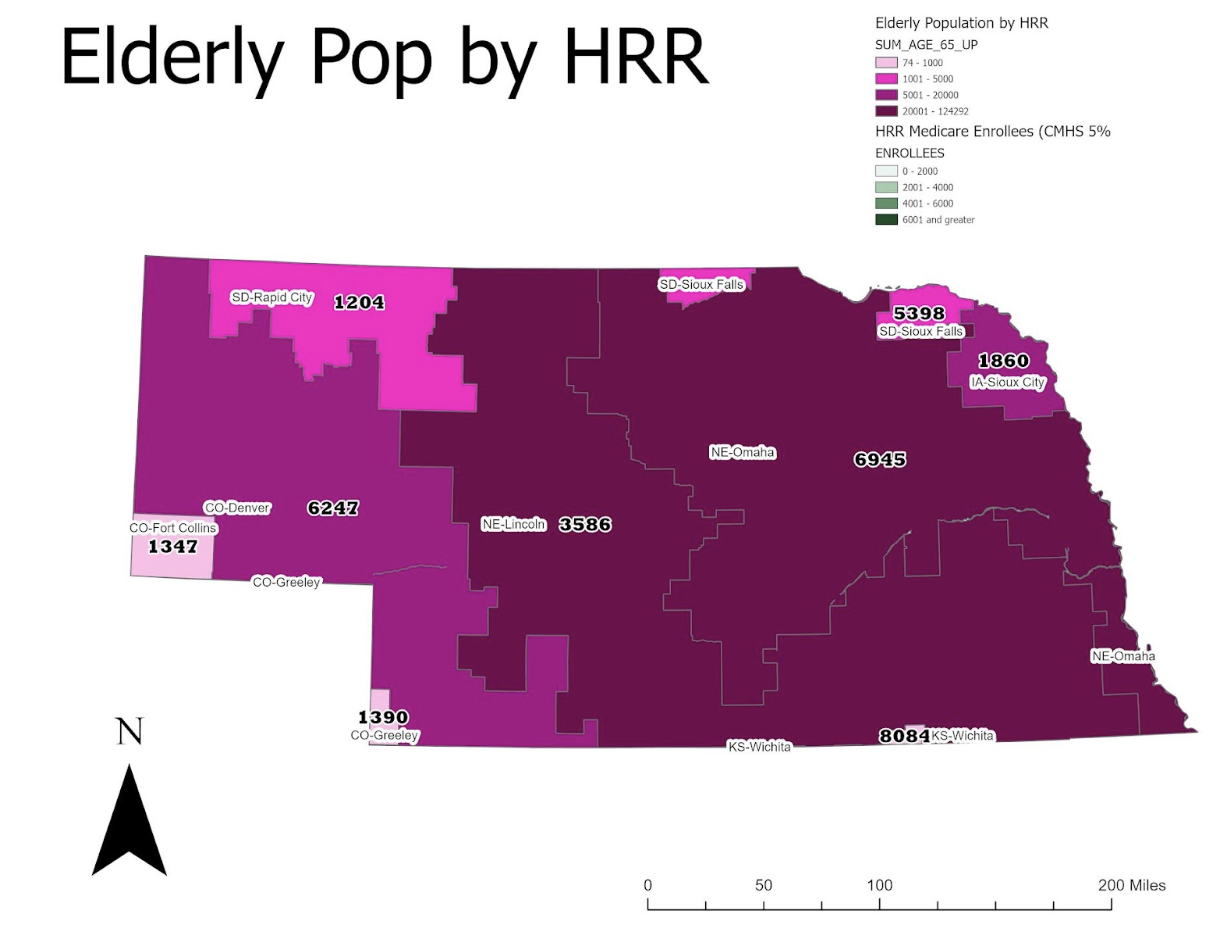 Elderly Pop by HRR
Elderly Population by HRR
SUM_AGE_65_UP
74 - 1000
1001 - 5000
5001 - 20000
20001 - 124292
HRR Medicare Enrollees (CMHS 5%
ENROLLEES
0 - 2000
2001 - 4000
4001 - 6000
6001 and greater
SD-Rapid City
1204
SD-Sioux Falls
5398
SD-Sioux Falls
1860
IA-Sioux City
NE-Omaha
6945
CO-Denver
6247
NE-Lincoln
3586
CO-Fort Collins
1347
CO-Greeley
NE-Omaha
1390
CO-Greeley
KS-Wichita
8084
KS-Wichita
N
0
50
100
200 Miles